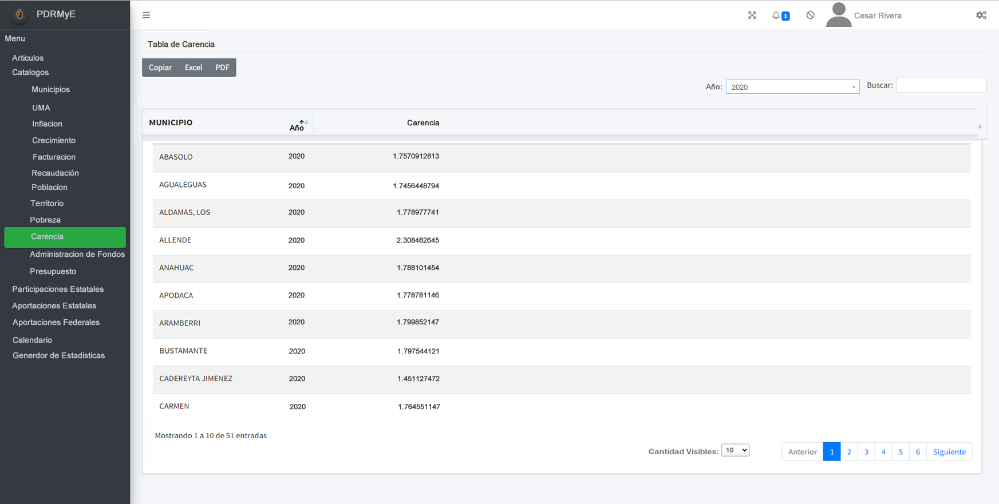 PDRMyE
1
Cesar Rivera
Menu
Articulos
Catalogos
Municipios
UMA
Inflacion
Crecimiento
Facturacion
Recaudación
Poblacion
Territorio
Pobreza
Carencia
Administracion de Fondos
Presupuesto
Participaciones Estatales
Aportaciones Estatales
Aportaciones Federales
Calendario
Generdor de Estadisticas
Tabla de Carencia
Copiar Excel PDF
Año: 2020 Buscar:
MUNICIPIO Año Carencia
ABASOLO 2020 1.7570912813
AGUALEGUAS 2020 1.7456448794
ALDAMAS, LOS 2020 1.778977741
ALLENDE 2020 2.308482645
ANAHUAC 2020 1.788101454
APODACA 2020 1.778781146
ARAMBERRI 2020 1.799852147
BUSTAMANTE 2020 1.797544121
CADEREYTA JIMENEZ 2020 1.451127472
CARMEN 2020 1.764551147
Mostrando 1 a 10 de 51 entradas
Cantidad Visibles: 10 Anterior 1 2 3 4 5 6 Siguiente